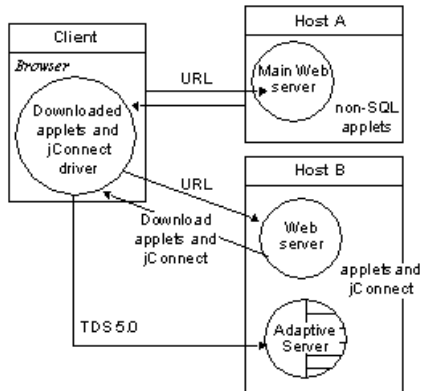 Client
Browser
Downloaded
applets and
jConnect
driver
URL
Host A
Main Web
server
non-SQL
applets
URL
Download
applets and
jConnect
Host B
Web
server
applets and
jConnect
TDS 5.0
Adaptive
Server